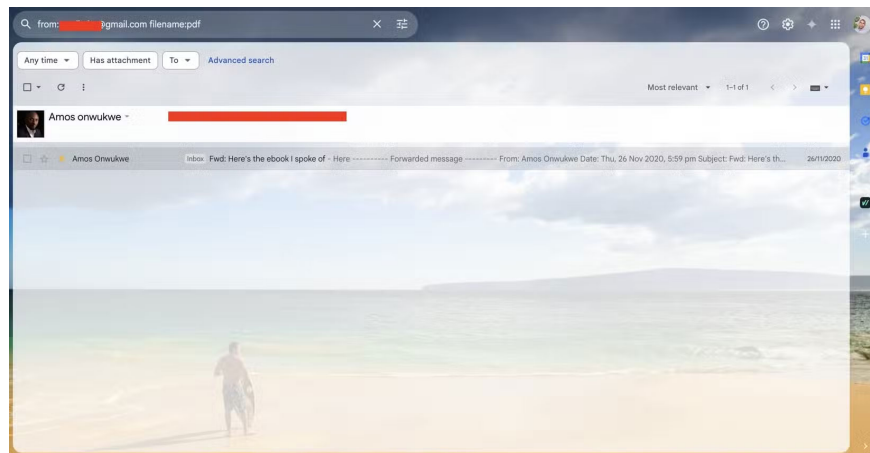 from: @gmail.com filename:pdf
Any time Has attachment To Advanced search
Most relevant 1–1 of 1
Amos onwukwe
Amos Onwukwe Inbox Fwd: Here's the ebook I spoke of - Here ---------- Forwarded message --------- From: Amos Onwukwe Date: Thu, 26 Nov 2020, 5:59 pm Subject: Fwd: Here's th... 26/11/2020